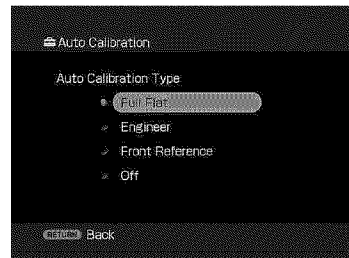 Auto Calibration
Auto Calibration Type
Full Flat
Engineer
Front Reference
Off
RETURN Back